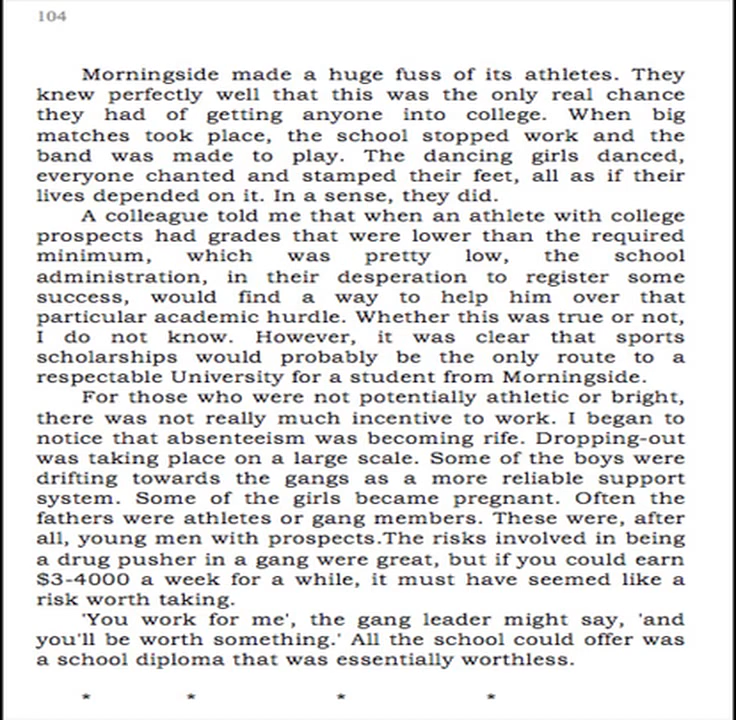 104
Morningside made a huge fuss of its athletes. They
knew perfectly well that this was the only real chance
they had of getting anyone into college. When big
matches took place, the school stopped work and the
band was made to play. The dancing girls danced,
everyone chanted and stamped their feet, all as if their
lives depended on it. In a sense, they did.
A colleague told me that when an athlete with college
prospects had grades that were lower than the required
minimum, which was pretty low, the school
administration, in their desperation to register some
success, would find a way to help him over that
particular academic hurdle. Whether this was true or not,
I do not know. However, it was clear that sports
scholarships would probably be the only route to a
respectable University for a student from Morningside.
For those who were not potentially athletic or bright,
there was not really much incentive to work. I began to
notice that absenteeism was becoming rife. Dropping-out
was taking place on a large scale. Some of the boys were
drifting towards the gangs as a more reliable support
system. Some of the girls became pregnant. Often the
fathers were athletes or gang members. These were, after
all, young men with prospects.The risks involved in being
a drug pusher in a gang were great, but if you could earn
$3-4000 a week for a while, it must have seemed like a
risk worth taking.
'You work for me', the gang leader might say, 'and
you'll be worth something.' All the school could offer was
a school diploma that was essentially worthless.
* * * *